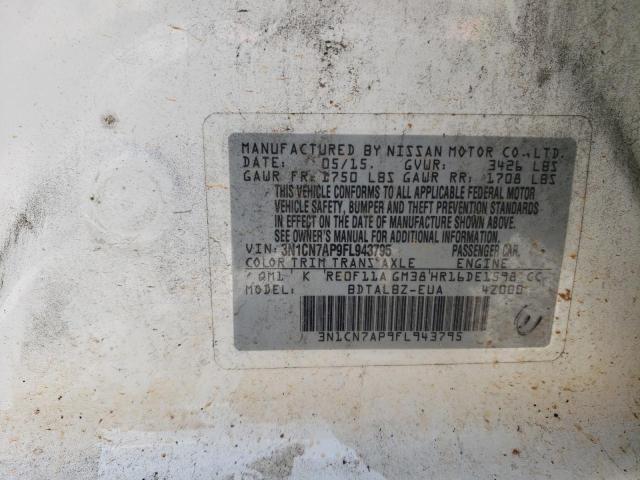 MANUFACTURED BY NISSAN MOTOR CO.,LTD.
DATE: 05/15. GVWR: 3426 LBS
GAWR FR: 1750 LBS GAWR RR: 1708 LBS
THIS VEHICLE CONFORMS TO ALL APPLICABLE FEDERAL MOTOR
VEHICLE SAFETY, BUMPER AND THEFT PREVENTION STANDARDS
IN EFFECT ON THE DATE OF MANUFACTURE SHOWN ABOVE.
SEE OWNER'S MANUAL FOR ADDITIONAL INFORMATION.
VIN: 3N1CN7AP9FL943795 PASSENGER CAR
COLOR TRIM TRANS AXLE ENGINE
QM1 K RE0F11A GM38 HR16DE1598 CC
BDTALBZ-EUA 42000
3N1CN7AP9FL943795